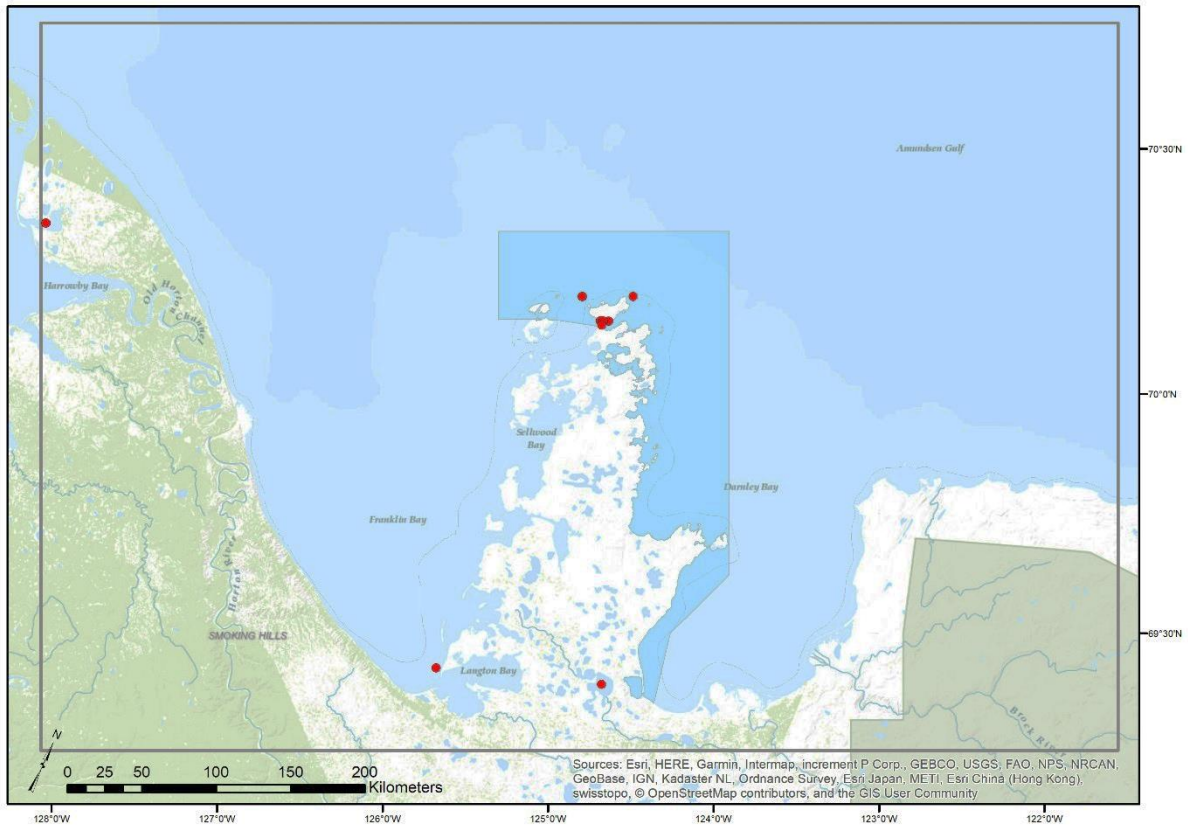 Amundsen Gulf
70°30'N
Harrowby Bay
Old Horton
Channel
70°0'N
Sellwood
Bay
Darnley Bay
Franklin Bay
Horton River
SMOKING HILLS
69°30'N
Langton Bay
Brock River
N
0 25 50 100 150 200
Kilometers
Sources: Esri, HERE, Garmin, Intermap, increment P Corp., GEBCO, USGS, FAO, NPS, NRCAN,
GeoBase, IGN, Kadaster NL, Ordnance Survey, Esri Japan, METI, Esri China (Hong Kong),
swisstopo, © OpenStreetMap contributors, and the GIS User Community
128°0'W 127°0'W 126°0'W 125°0'W 124°0'W 123°0'W 122°0'W